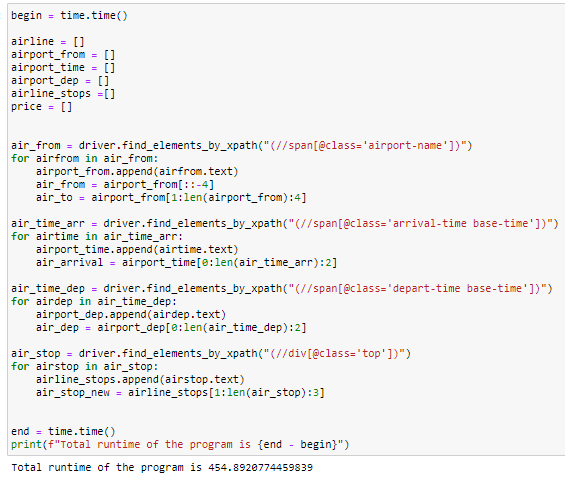 begin = time.time()
airline = []
airport_from = []
airport_time = []
airport_dep = []
airline_stops =[]
price = []
air_from = driver.find_elements_by_xpath("(//span[@class='airport-name'])")
for airfrom in air_from:
    airport_from.append(airfrom.text)
    air_from = airport_from[::-4]
    air_to = airport_from[1:len(airport_from):4]
air_time_arr = driver.find_elements_by_xpath("(//span[@class='arrival-time base-time'])")
for airtime in air_time_arr:
    airport_time.append(airtime.text)
    air_arrival = airport_time[0:len(air_time_arr):2]
air_time_dep = driver.find_elements_by_xpath("(//span[@class='depart-time base-time'])")
for airdep in air_time_dep:
    airport_dep.append(airdep.text)
    air_dep = airport_dep[0:len(air_time_dep):2]
air_stop = driver.find_elements_by_xpath("(//div[@class='top'])")
for airstop in air_stop:
    airline_stops.append(airstop.text)
    air_stop_new = airline_stops[1:len(air_stop):3]
end = time.time()
print(f"Total runtime of the program is {end - begin}")
Total runtime of the program is 454.8920774459839